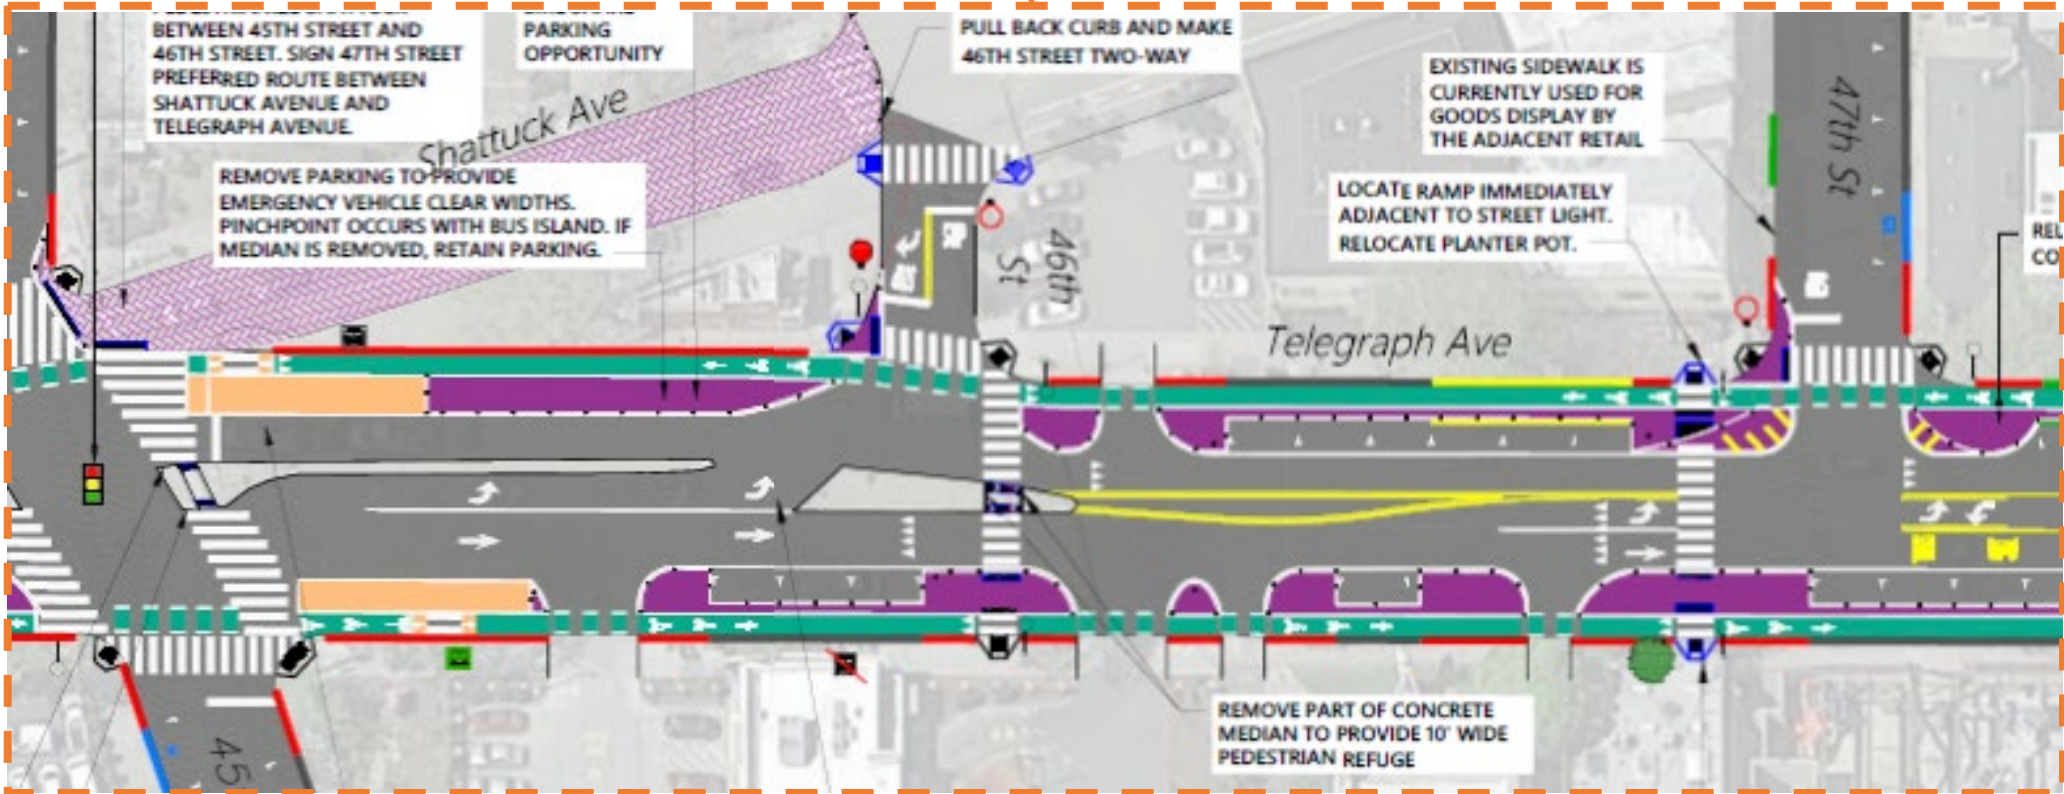 BETWEEN 45TH STREET AND
46TH STREET. SIGN 47TH STREET
PREFERRED ROUTE BETWEEN
SHATTUCK AVENUE AND
TELEGRAPH AVENUE.
PARKING
OPPORTUNITY
PULL BACK CURB AND MAKE
46TH STREET TWO-WAY
EXISTING SIDEWALK IS
CURRENTLY USED FOR
GOODS DISPLAY BY
THE ADJACENT RETAIL
47th St
Shattuck Ave
REMOVE PARKING TO PROVIDE
EMERGENCY VEHICLE CLEAR WIDTHS.
PINCHPOINT OCCURS WITH BUS ISLAND. IF
MEDIAN IS REMOVED, RETAIN PARKING.
LOCATE RAMP IMMEDIATELY
ADJACENT TO STREET LIGHT.
RELOCATE PLANTER POT.
REL
CO
46th
St
Telegraph Ave
REMOVE PART OF CONCRETE
MEDIAN TO PROVIDE 10' WIDE
PEDESTRIAN REFUGE
45